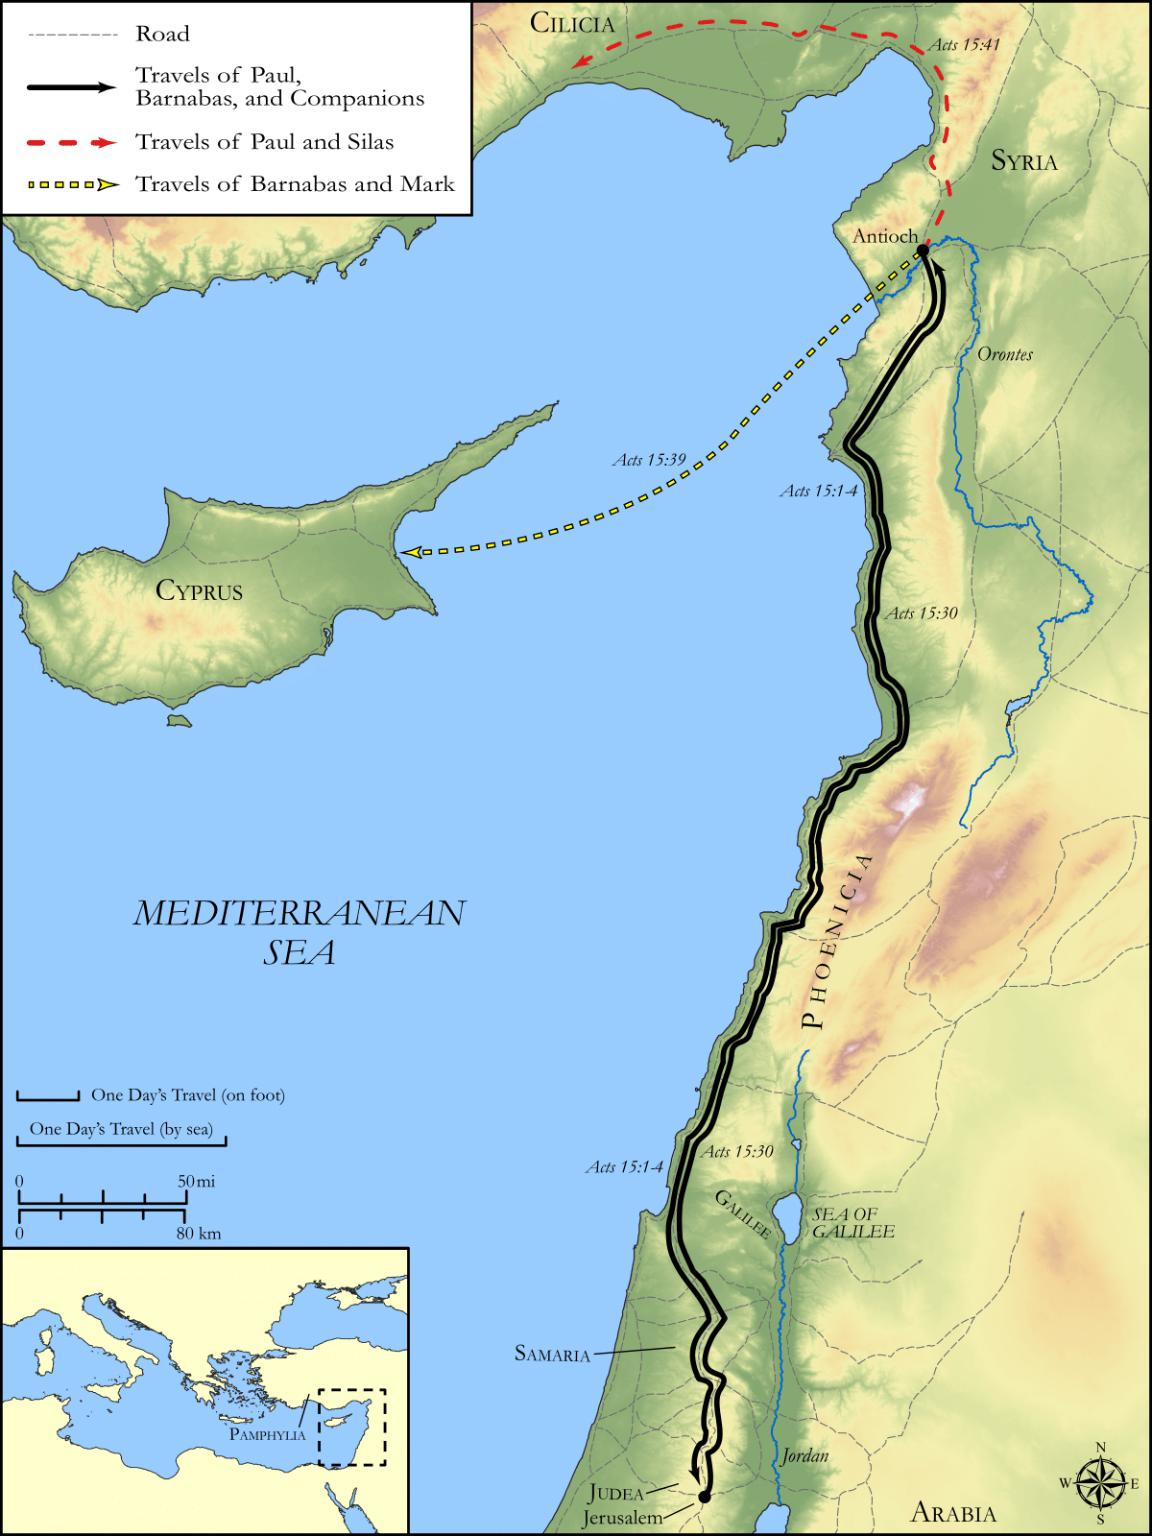 Road
Travels of Paul,
Barnabas, and Companions
Travels of Paul and Silas
Travels of Barnabas and Mark
CILICIA
Acts 15:41
SYRIA
Antioch
Orontes
Acts 15:39
Acts 15:1-4
CYPRUS
Acts 15:30
MEDITERRANEAN
SEA
PHOENICIA
One Day's Travel (on foot)
One Day's Travel (by sea)
0 50 mi
0 80 km
Acts 15:30
Acts 15:1-4
GALILEE
SEA OF
GALILEE
SAMARIA
PAMPHYLIA
Jordan
JUDEA
Jerusalem
ARABIA
N
W E
S